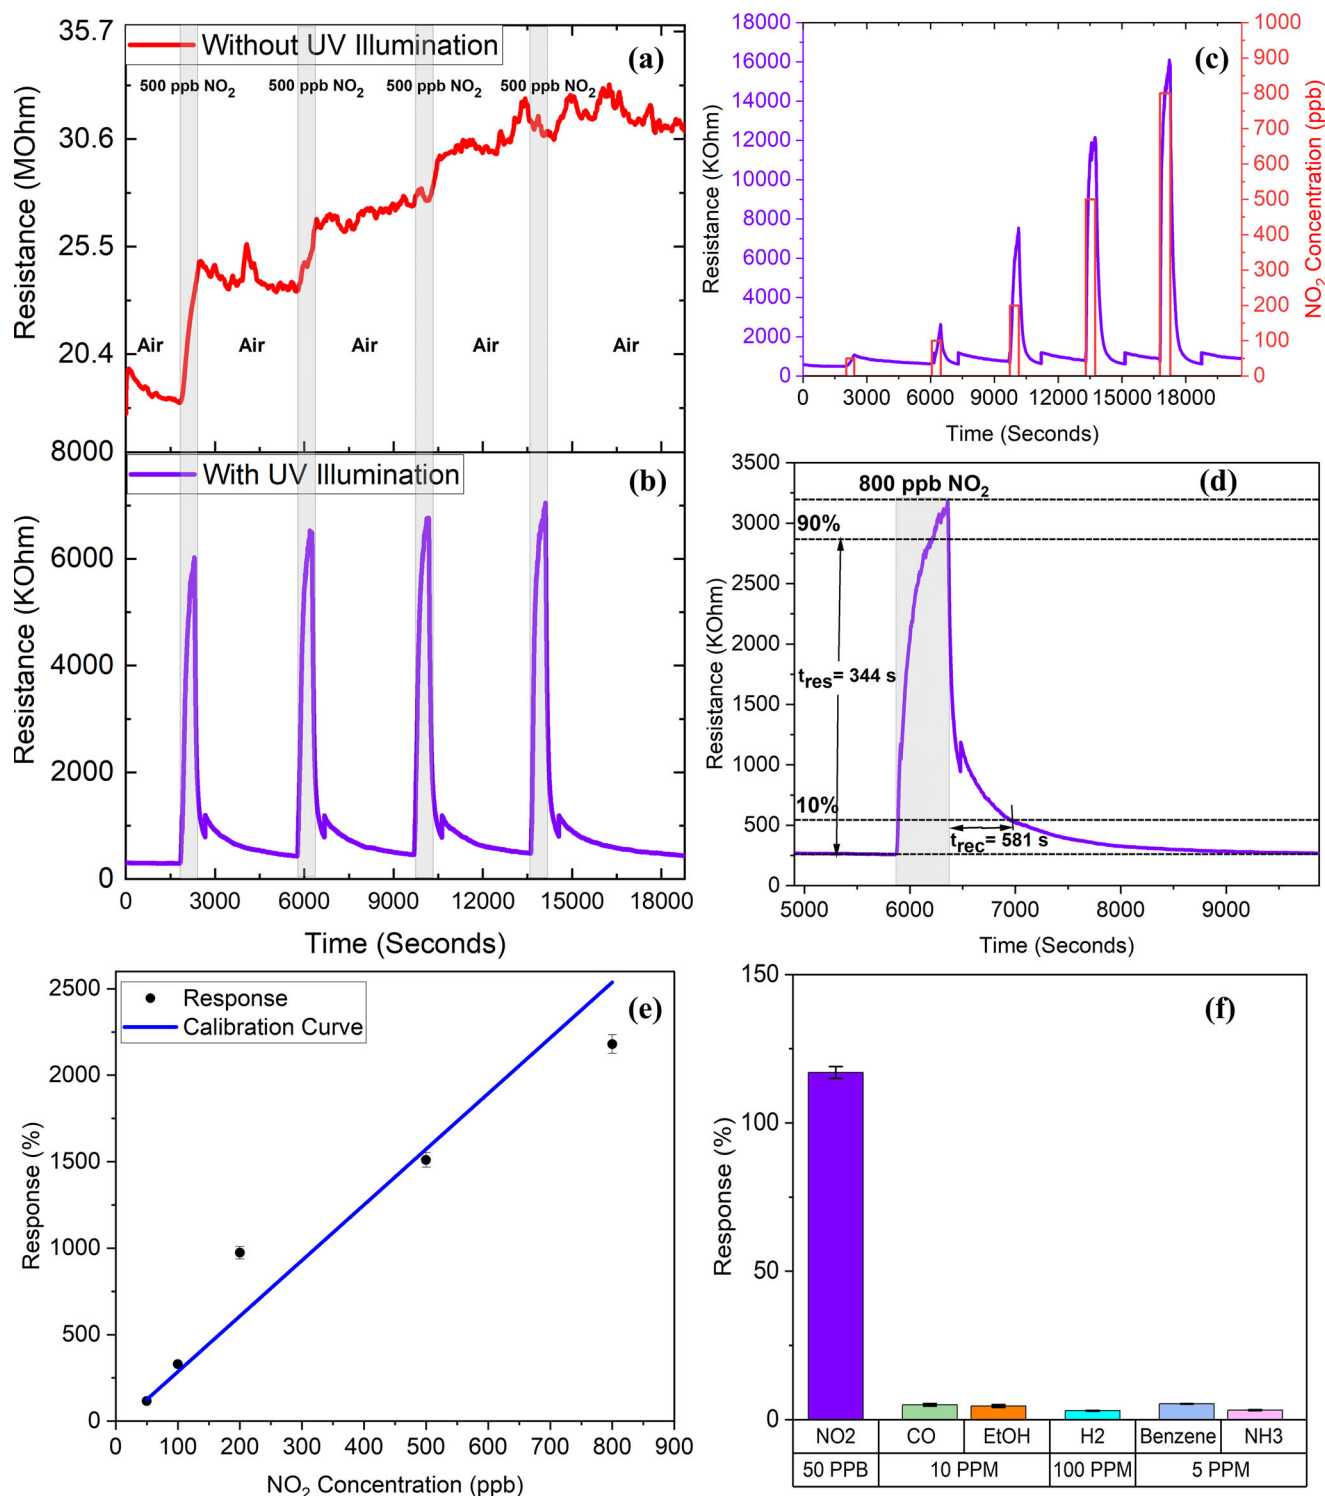 Without UV Illumination
(a)
500 ppb NO2
500 ppb NO2
500 ppb NO2
500 ppb NO2
35.7
30.6
25.5
20.4
Resistance (MOhm)
Air
Air
Air
Air
Air
0
3000
6000
9000
12000
15000
18000
With UV Illumination
(b)
8000
6000
4000
2000
0
Resistance (KOhm)
0
3000
6000
9000
12000
15000
18000
Time (Seconds)
(c)
18000
16000
14000
12000
10000
8000
6000
4000
2000
0
Resistance (KOhm)
1000
900
800
700
600
500
400
300
200
100
0
NO2 Concentration (ppb)
0
3000
6000
9000
12000
15000
18000
Time (Seconds)
800 ppb NO2
(d)
3500
3000
2500
2000
1500
1000
500
0
Resistance (KOhm)
90%
tres= 344 s
10%
trec= 581 s
5000
6000
7000
8000
9000
Time (Seconds)
Response
Calibration Curve
(e)
2500
2000
1500
1000
500
0
Response (%)
0
100
200
300
400
500
600
700
800
900
NO2 Concentration (ppb)
(f)
150
100
50
0
Response (%)
NO2 CO EtOH H2 Benzene NH3
50 PPB 10 PPM 100 PPM 5 PPM